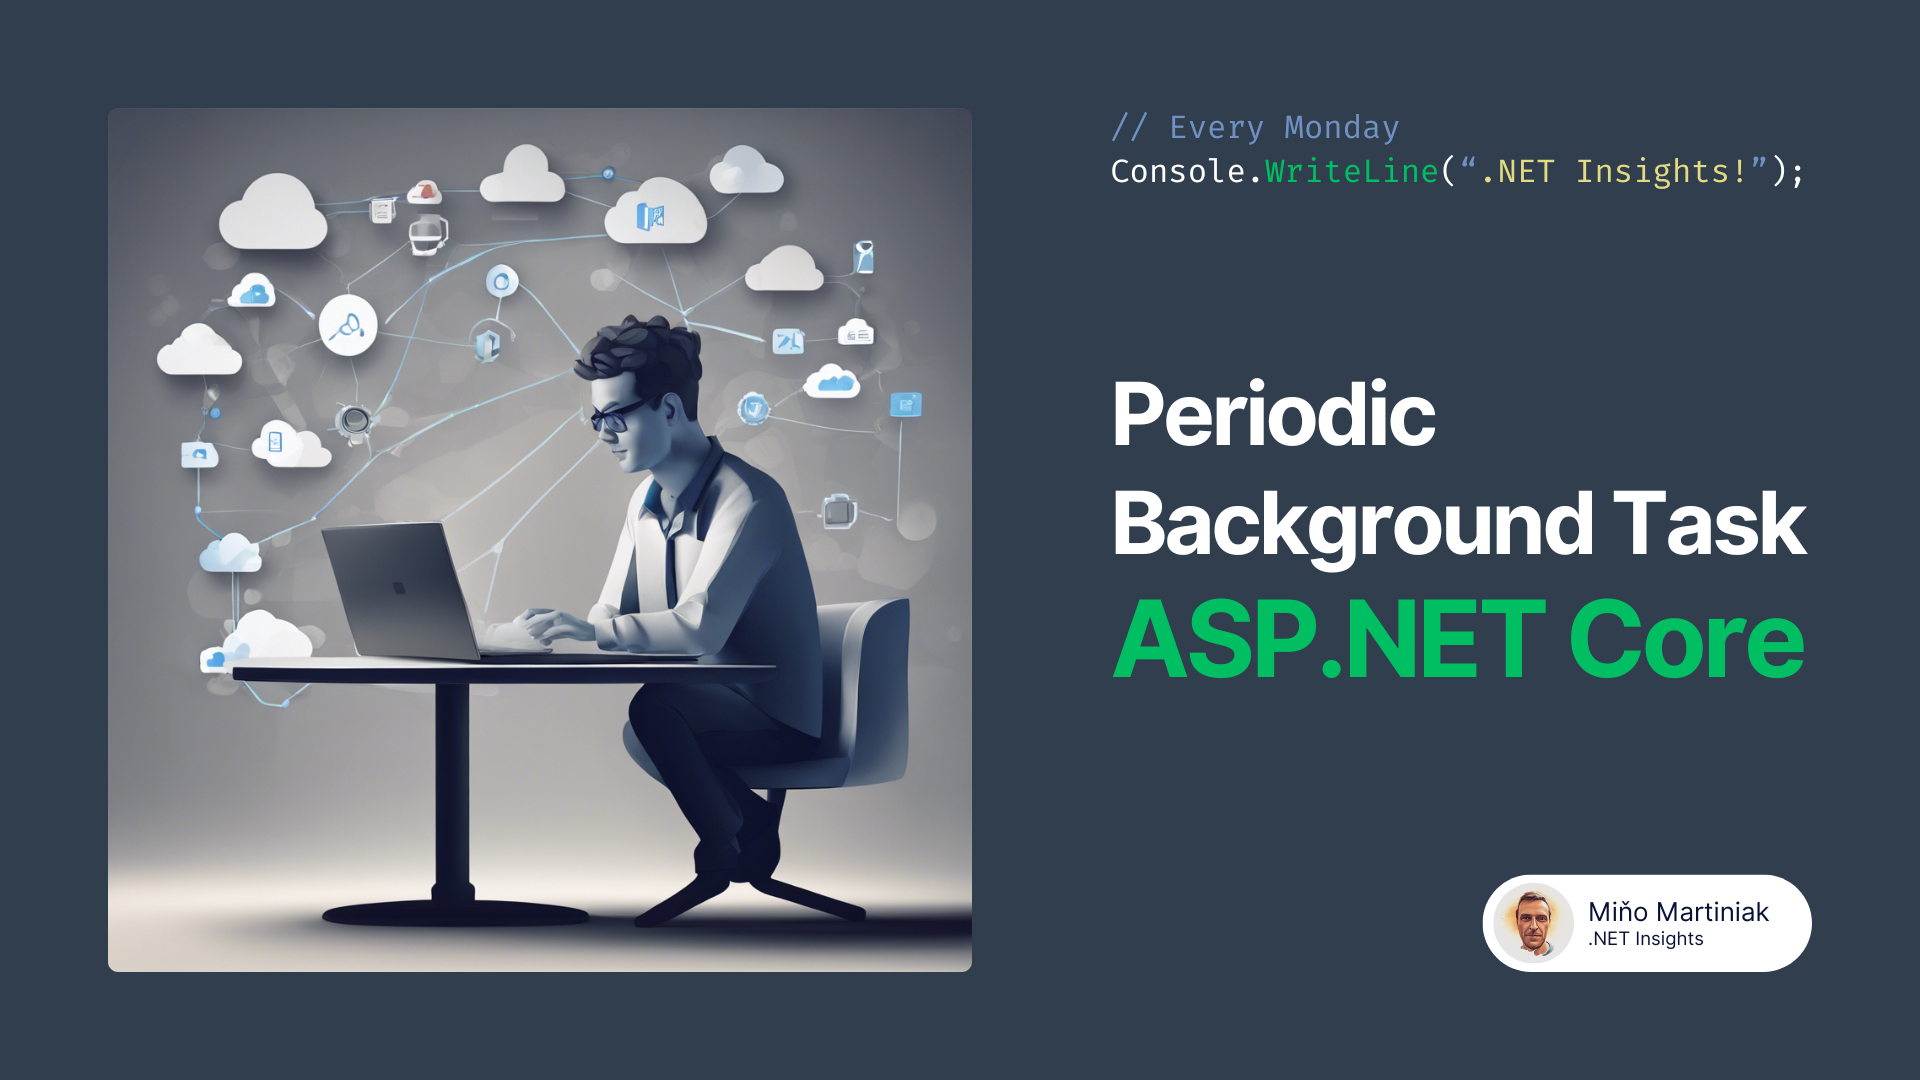 // Every Monday
Console.WriteLine(“.NET Insights!”);
Periodic
Background Task
ASP.NET Core
Miňo Martiniak
.NET Insights